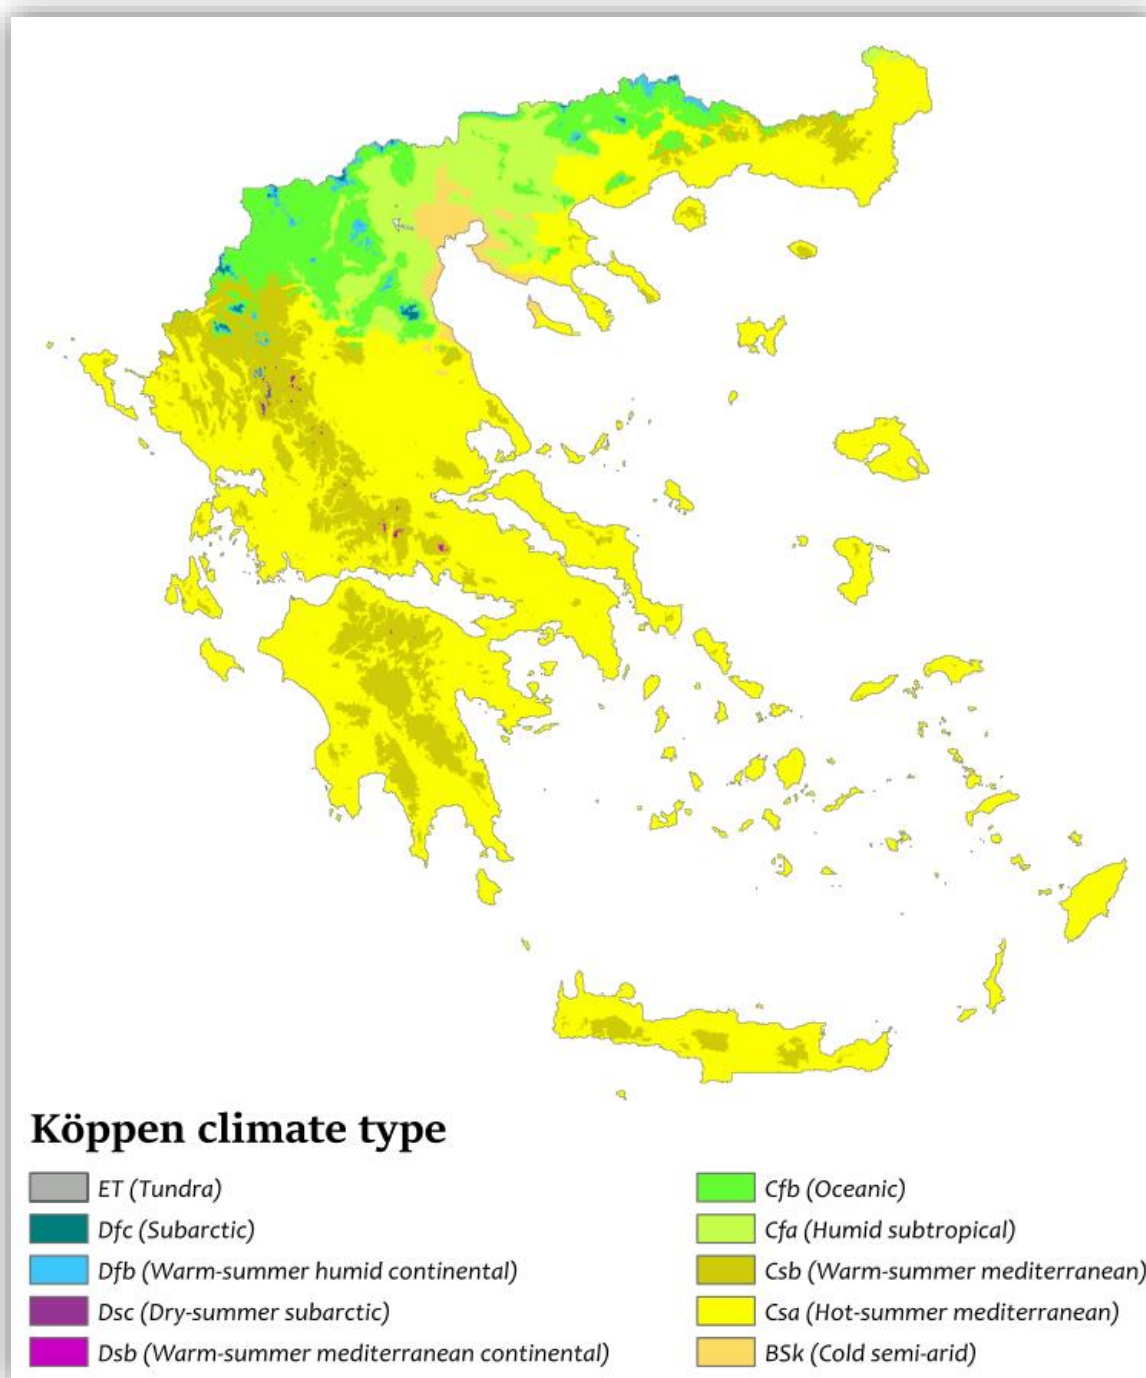 Köppen climate type
ET (Tundra)
Dfc (Subarctic)
Dfb (Warm-summer humid continental)
Dsc (Dry-summer subarctic)
Dsb (Warm-summer mediterranean continental)
Cfb (Oceanic)
Cfa (Humid subtropical)
Csb (Warm-summer mediterranean)
Csa (Hot-summer mediterranean)
BSk (Cold semi-arid)